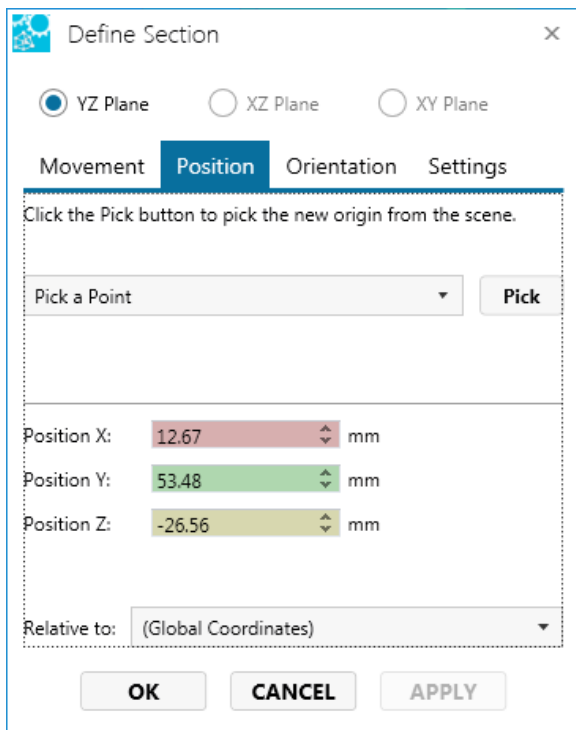 Define Section
YZ Plane XZ Plane XY Plane
Movement Position Orientation Settings
Click the Pick button to pick the new origin from the scene.
Pick a Point Pick
Position X: 12.67 mm
Position Y: 53.48 mm
Position Z: -26.56 mm
Relative to: (Global Coordinates)
OK CANCEL APPLY